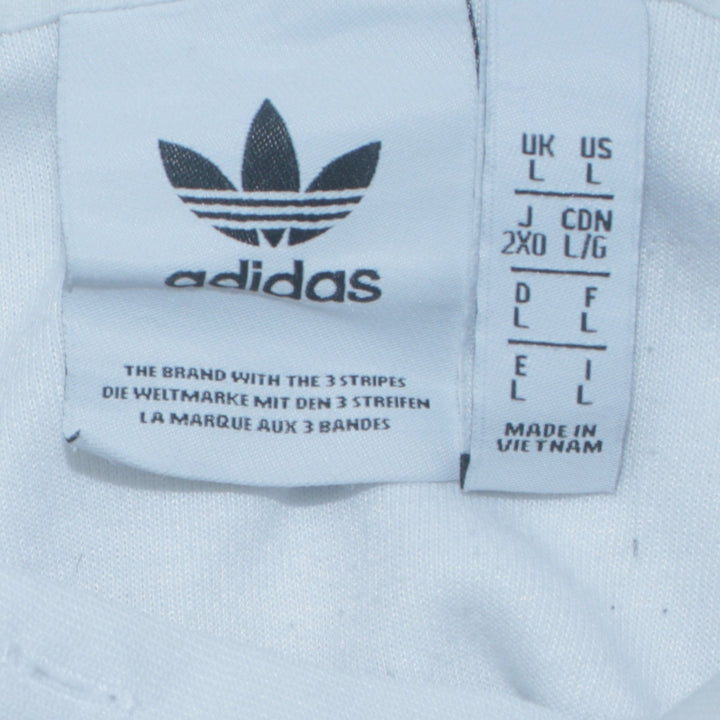 adidas
THE BRAND WITH THE 3 STRIPES
DIE WELTMARKE MIT DEN 3 STREIFEN
LA MARQUE AUX 3 BANDES
UK US
L L
J CDN
2XO L/G
D F
L L
E I
L L
MADE IN
VIETNAM